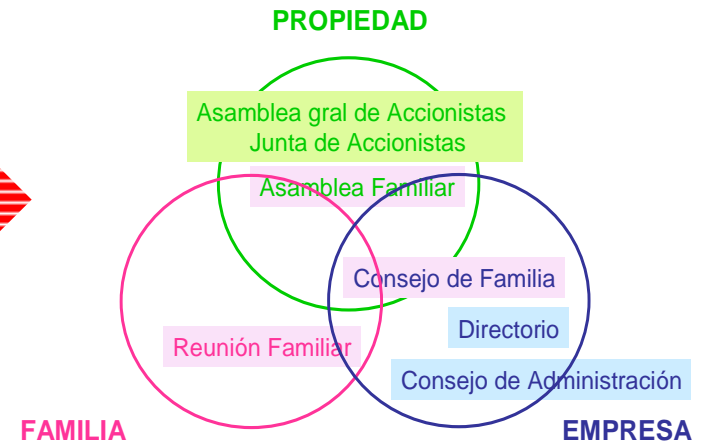 PROPIEDAD
Asamblea gral de Accionistas
Junta de Accionistas
Asamblea Familiar
Consejo de Familia
Directorio
Reunión Familiar
Consejo de Administración
FAMILIA
EMPRESA